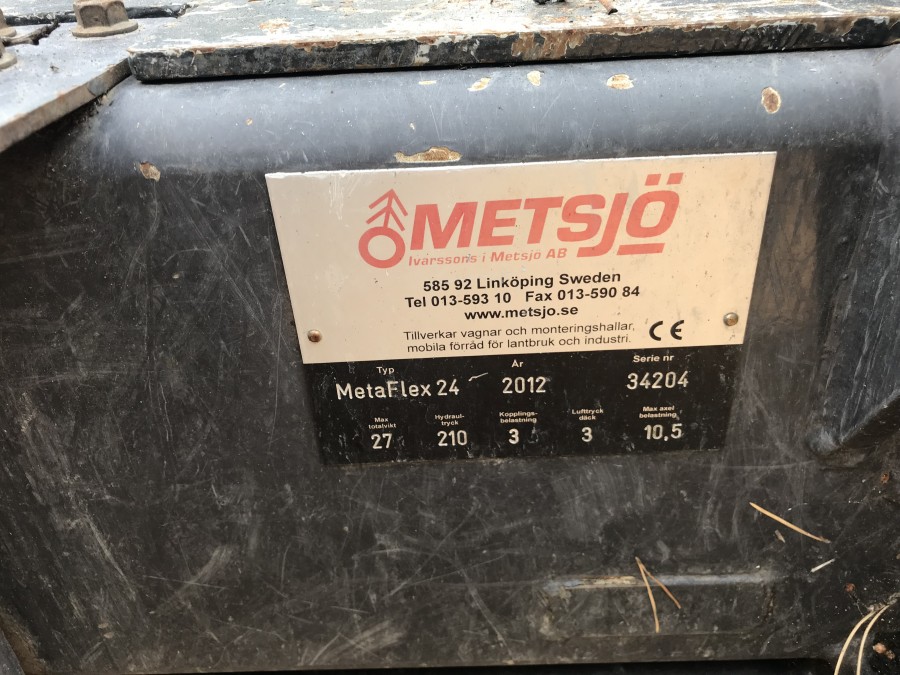 METSJÖ
Ivarssons i Metsjö AB
585 92 Linköping Sweden
Tel 013-593 10 Fax 013-590 84
www.metsjo.se
Tillverkar vagnar och monteringshallar,
mobila förråd för lantbruk och industri. CE
Typ År Serie nr
MetaFlex 24 2012 34204
Max Hydraul- Kopplings- Lufttryck Max axel
totalvikt tryck belastning däck belastning
27 210 3 3 10,5